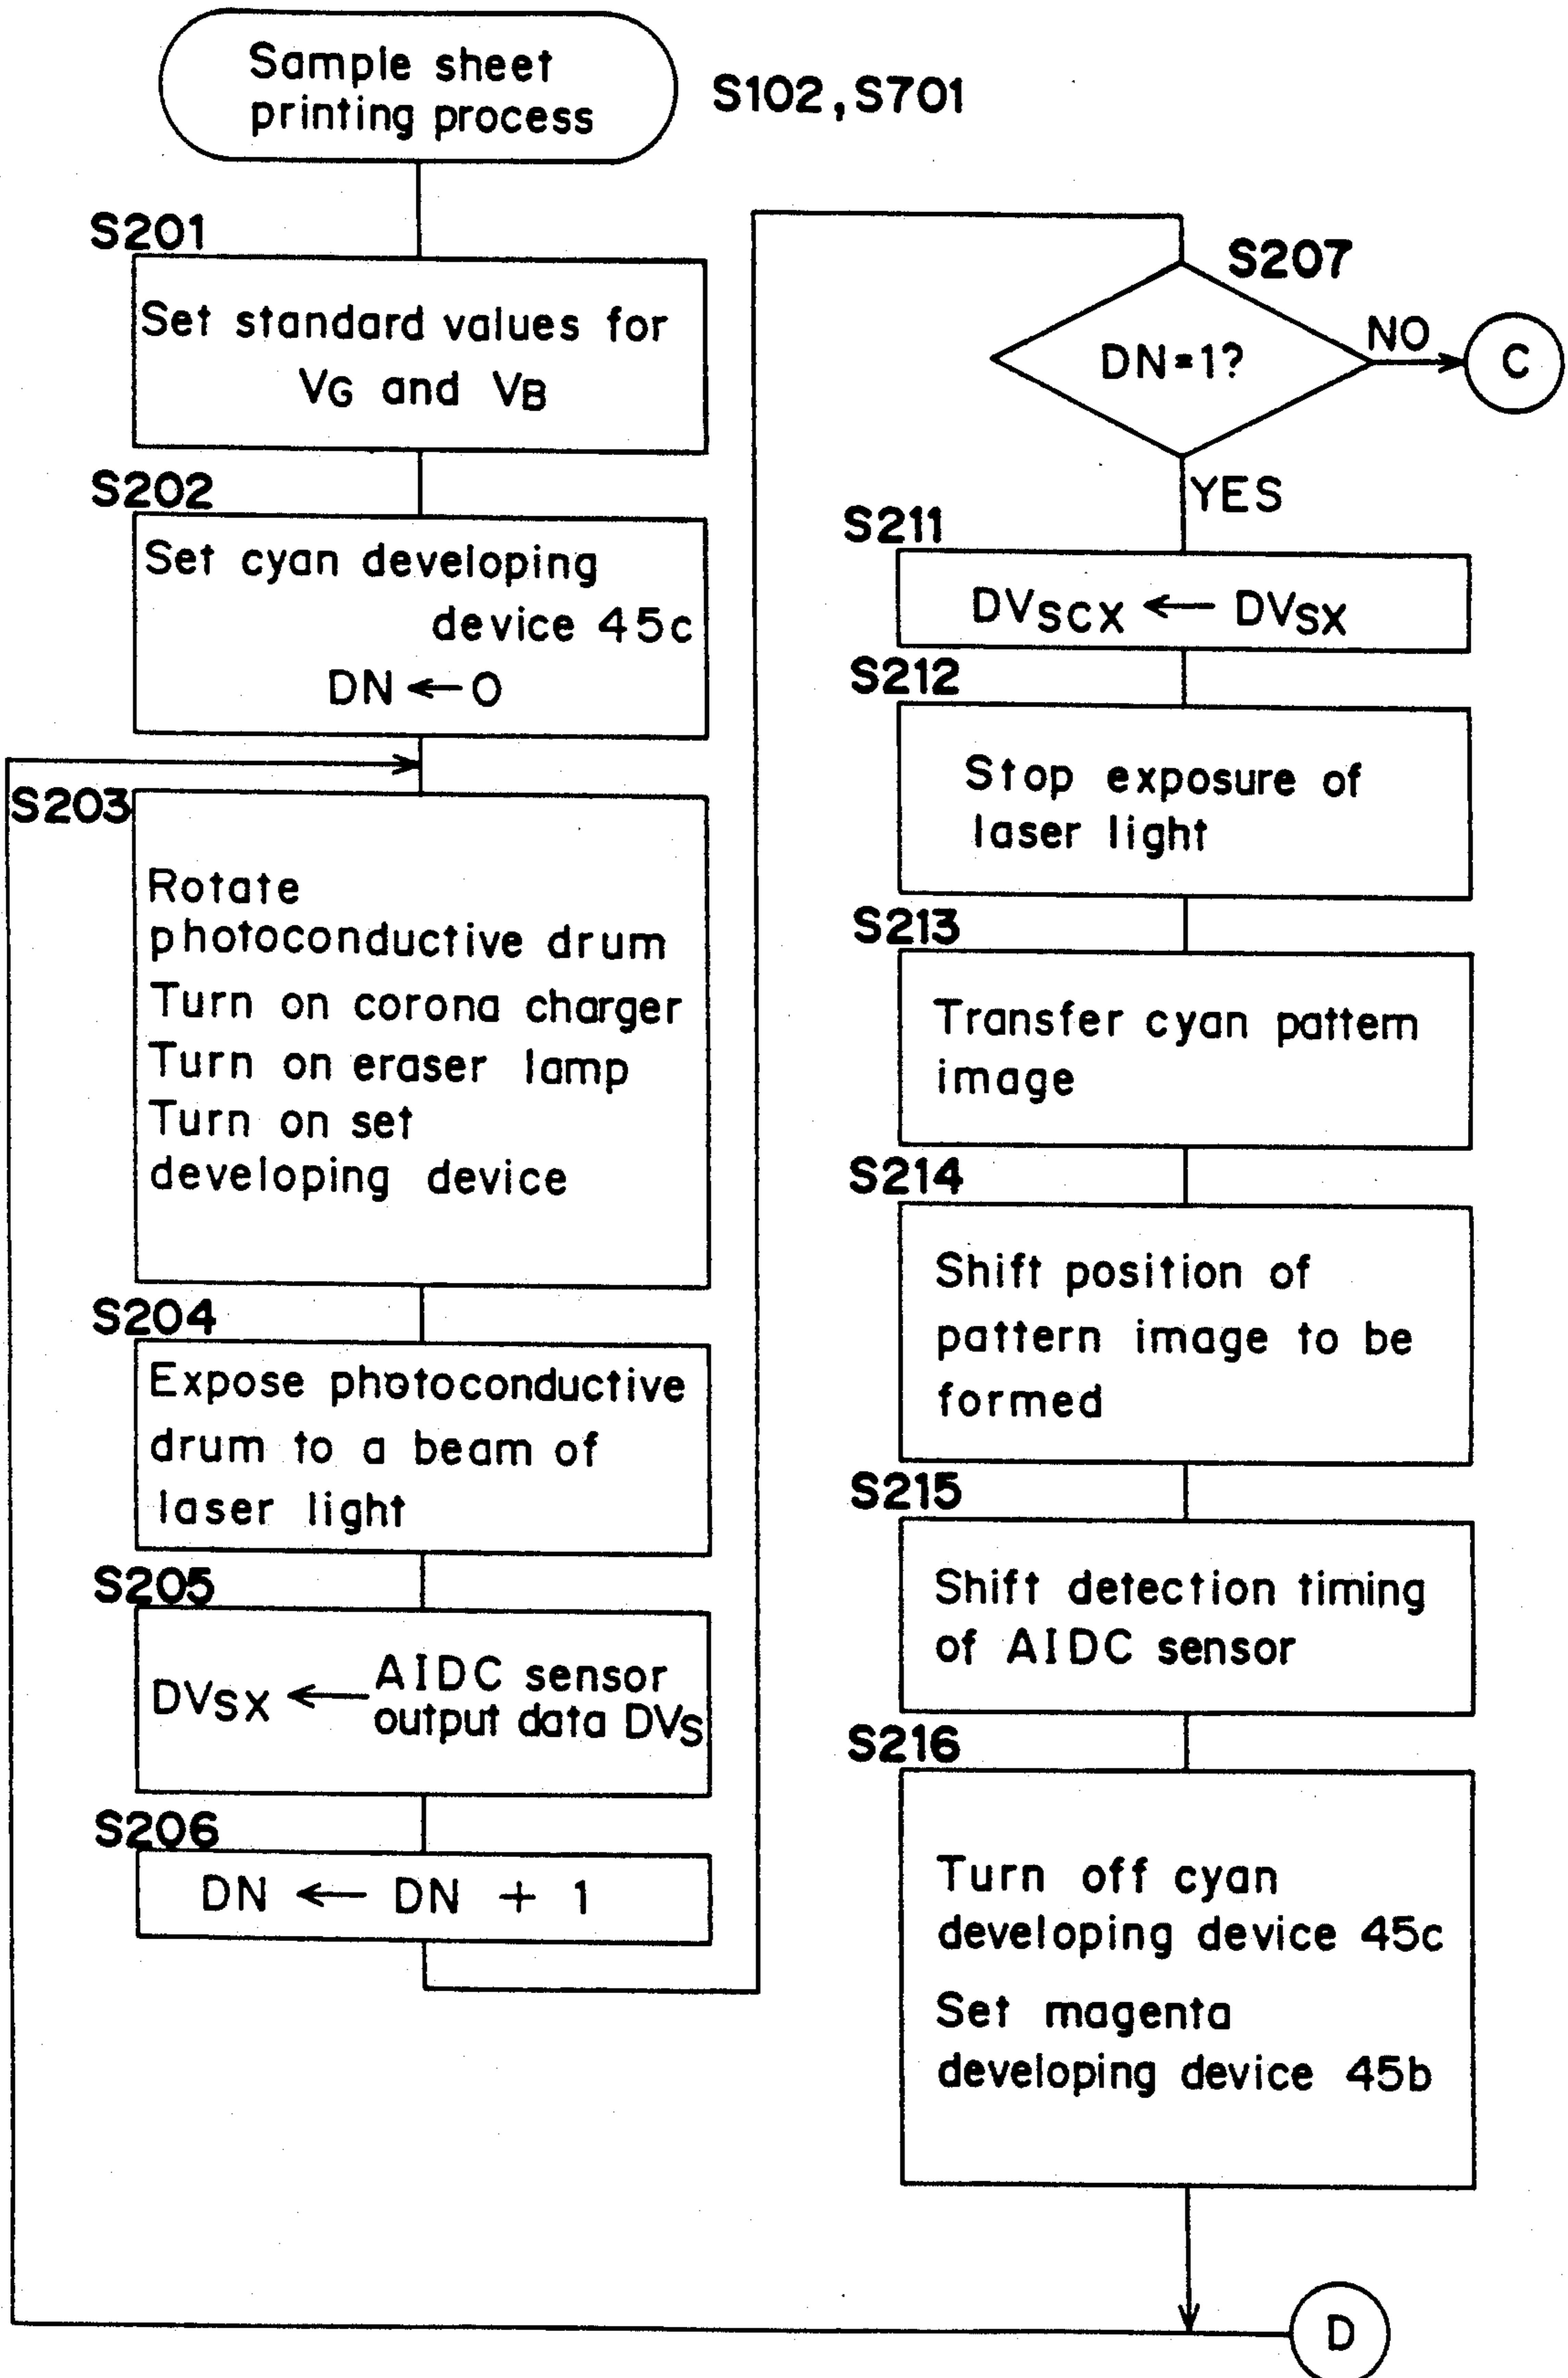 Sample sheet
printing process
S102, S701
S201
Set standard values for
VG and VB
S202
Set cyan developing
device 45c
DN ← 0
S203
Rotate
photoconductive drum
Turn on corona charger
Turn on eraser lamp
Turn on set
developing device
S204
Expose photoconductive
drum to a beam of
laser light
S205
DVSX ← AIDC sensor
output data DVS
S206
DN ← DN + 1
S207
DN=1?
NO
C
YES
S211
DVSCX ← DVSX
S212
Stop exposure of
laser light
S213
Transfer cyan pattern
image
S214
Shift position of
pattern image to be
formed
S215
Shift detection timing
of AIDC sensor
S216
Turn off cyan
developing device 45c
Set magenta
developing device 45b
D